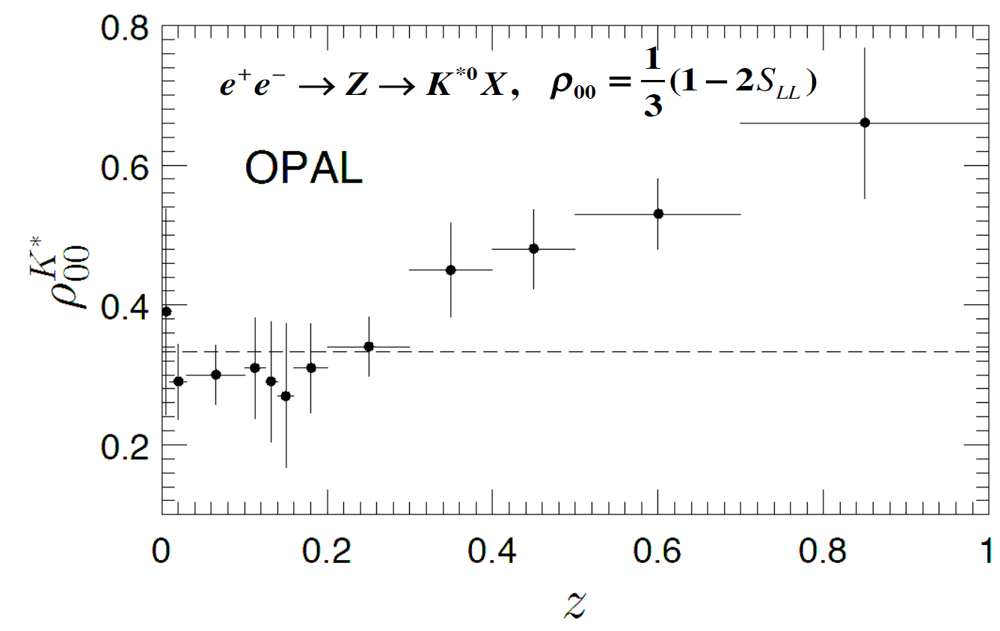 0.8
e⁺e⁻ → Z → K*⁰ X, ρ₀₀ = 1/3 (1 − 2S_LL)
OPAL
0.6
ρ₀₀^K*
0.4
0.2
0 0.2 0.4 0.6 0.8 1
z